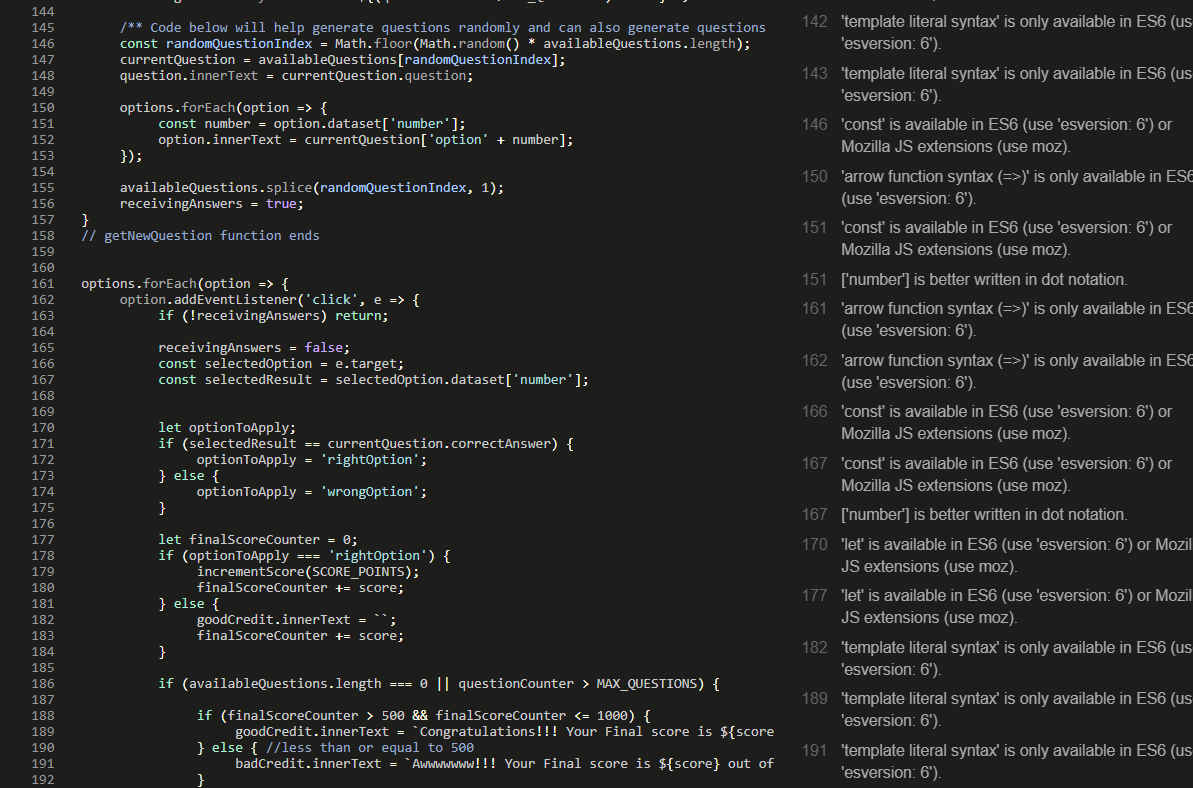 144
145 /** Code below will help generate questions randomly and can also generate questions
146 const randomQuestionIndex = Math.floor(Math.random() * availableQuestions.length);
147 currentQuestion = availableQuestions[randomQuestionIndex];
148 question.innerText = currentQuestion.question;
149
150 options.forEach(option => {
151 const number = option.dataset['number'];
152 option.innerText = currentQuestion['option' + number];
153 });
154
155 availableQuestions.splice(randomQuestionIndex, 1);
156 receivingAnswers = true;
157 }
158 // getNewQuestion function ends
159
160
161 options.forEach(option => {
162 option.addEventListener('click', e => {
163 if (!receivingAnswers) return;
164
165 receivingAnswers = false;
166 const selectedOption = e.target;
167 const selectedResult = selectedOption.dataset['number'];
168
169
170 let optionToApply;
171 if (selectedResult == currentQuestion.correctAnswer) {
172 optionToApply = 'rightOption';
173 } else {
174 optionToApply = 'wrongOption';
175 }
176
177 let finalScoreCounter = 0;
178 if (optionToApply === 'rightOption') {
179 incrementScore(SCORE_POINTS);
180 finalScoreCounter += score;
181 } else {
182 goodCredit.innerText = ``;
183 finalScoreCounter += score;
184 }
185
186 if (availableQuestions.length === 0 || questionCounter > MAX_QUESTIONS) {
187
188 if (finalScoreCounter > 500 && finalScoreCounter <= 1000) {
189 goodCredit.innerText = `Congratulations!!! Your Final score is ${score
190 } else { //less than or equal to 500
191 badCredit.innerText = `Awwwwwww!!! Your Final score is ${score} out of
192 }
142 'template literal syntax' is only available in ES6 (us
'esversion: 6').
143 'template literal syntax' is only available in ES6 (us
'esversion: 6').
146 'const' is available in ES6 (use 'esversion: 6') or
Mozilla JS extensions (use moz).
150 'arrow function syntax (=>)' is only available in ES6
(use 'esversion: 6').
151 'const' is available in ES6 (use 'esversion: 6') or
Mozilla JS extensions (use moz).
151 ['number'] is better written in dot notation.
161 'arrow function syntax (=>)' is only available in ES6
(use 'esversion: 6').
162 'arrow function syntax (=>)' is only available in ES6
(use 'esversion: 6').
166 'const' is available in ES6 (use 'esversion: 6') or
Mozilla JS extensions (use moz).
167 'const' is available in ES6 (use 'esversion: 6') or
Mozilla JS extensions (use moz).
167 ['number'] is better written in dot notation.
170 'let' is available in ES6 (use 'esversion: 6') or Mozil
JS extensions (use moz).
177 'let' is available in ES6 (use 'esversion: 6') or Mozil
JS extensions (use moz).
182 'template literal syntax' is only available in ES6 (us
'esversion: 6').
189 'template literal syntax' is only available in ES6 (us
'esversion: 6').
191 'template literal syntax' is only available in ES6 (us
'esversion: 6').